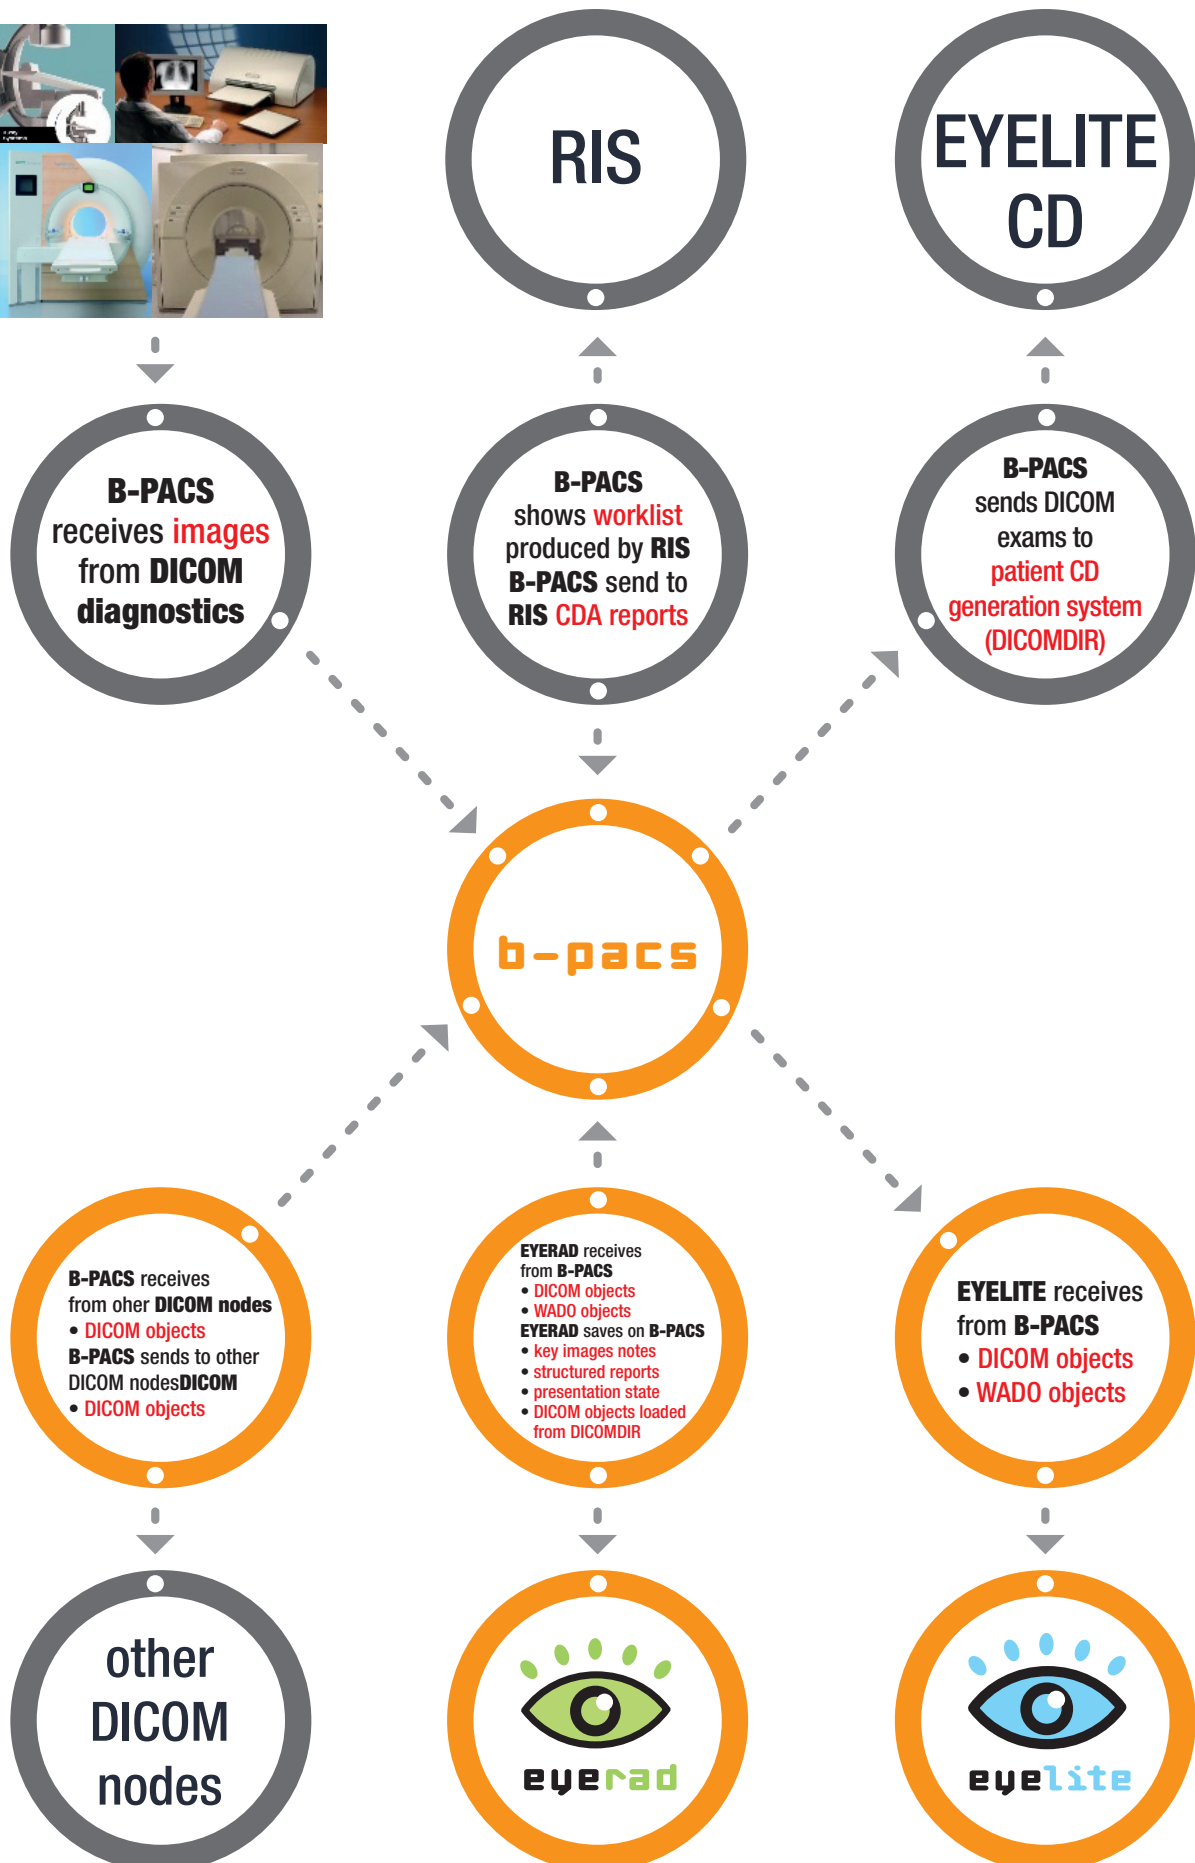 RIS
EYELITE
CD
B-PACS
receives images
from DICOM
diagnostics
B-PACS
shows worklist
produced by RIS
B-PACS send to
RIS CDA reports
B-PACS
sends DICOM
exams to
patient CD
generation system
(DICOMDIR)
b-pacs
B-PACS receives
from oher DICOM nodes
• DICOM objects
B-PACS sends to other
DICOM nodesDICOM
• DICOM objects
EYERAD receives
from B-PACS
• DICOM objects
• WADO objects
EYERAD saves on B-PACS
• key images notes
• structured reports
• presentation state
• DICOM objects loaded
from DICOMDIR
EYELITE receives
from B-PACS
• DICOM objects
• WADO objects
other
DICOM
nodes
eyerad
eyelite